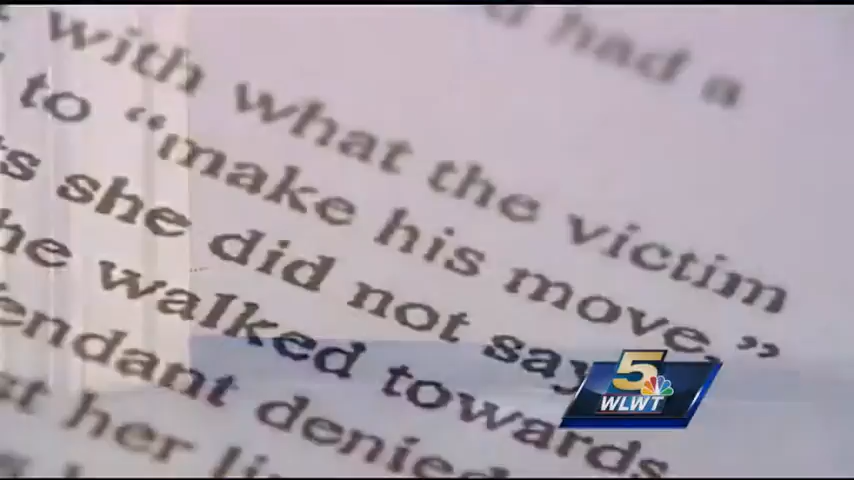 had a
with what the victim
to “make his move,”
s she did not say
he walked towards
endant denied
t her li
5
WLWT